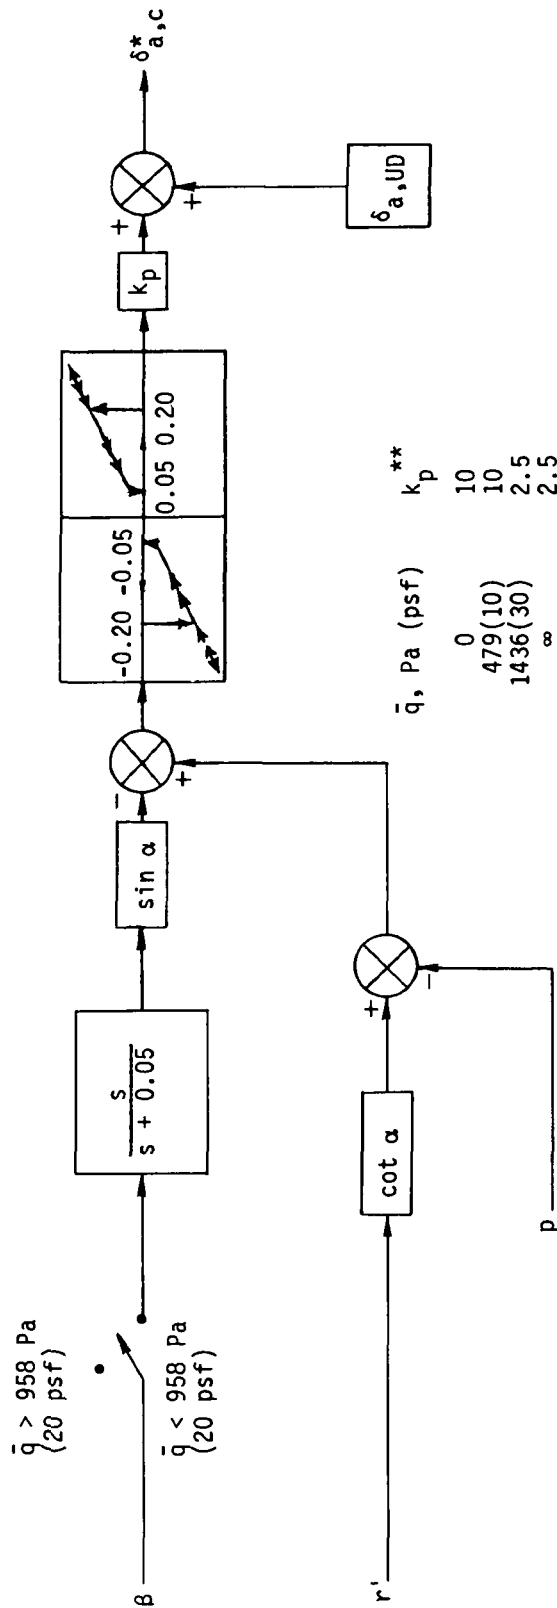 β
q̄ > 958 Pa
(20 psf)
q̄ < 958 Pa
(20 psf)
s
s + 0.05
sin α
−
+
-0.20 -0.05
0.05 0.20
k_p
+
+
δ*_a,c
δ_a,UD
r'
cot α
+
−
p
q̄, Pa (psf) k_p**
0 10
479(10) 10
1436(30) 2.5
∞ 2.5